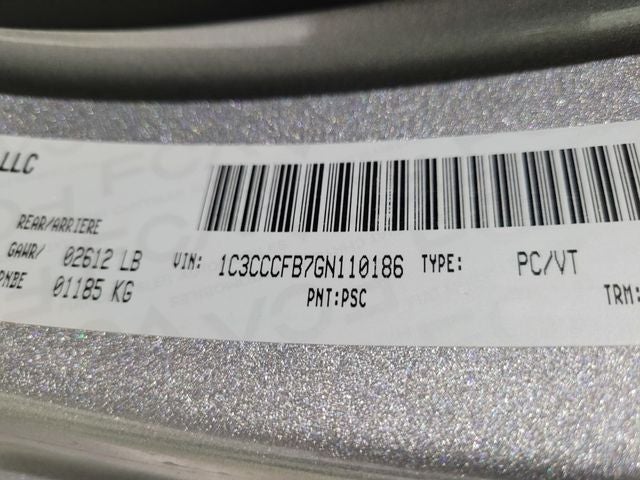 LLC
REAR/ARRIERE
GAWR/ 02612 LB VIN: 1C3CCCFB7GN110186 TYPE: PC/VT
PNBE 01185 KG PNT:PSC TRM: